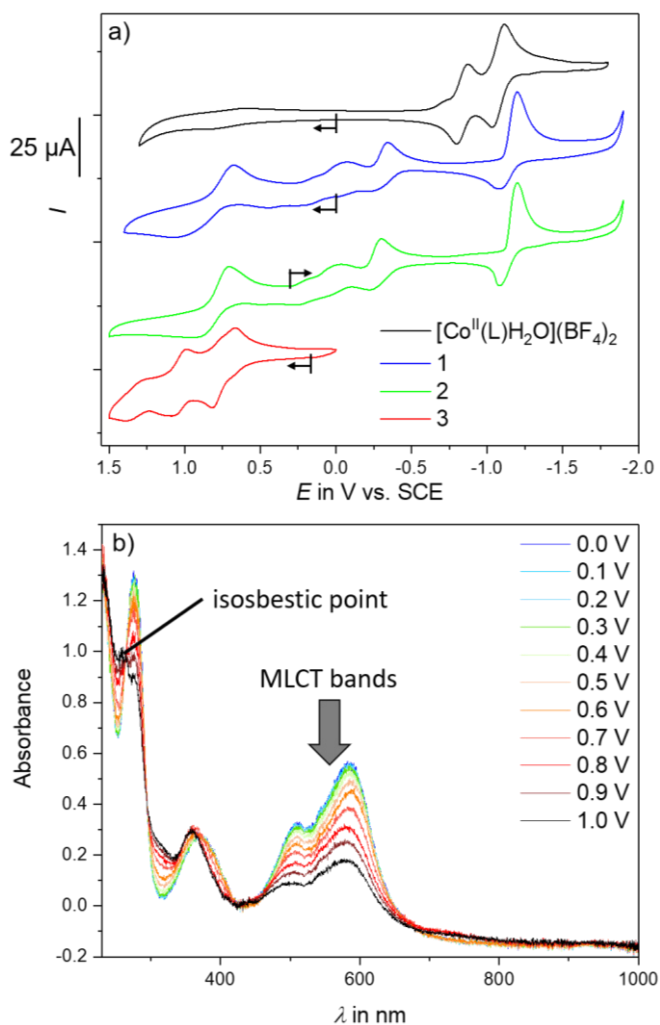 a)
25 µA
I
[Coᴵᴵ(L)H₂O](BF₄)₂
1
2
3
1.5 1.0 0.5 0.0 -0.5 -1.0 -1.5 -2.0
E in V vs. SCE
b)
1.4
1.2
1.0
0.8
0.6
0.4
0.2
0.0
-0.2
Absorbance
isosbestic point
MLCT bands
0.0 V
0.1 V
0.2 V
0.3 V
0.4 V
0.5 V
0.6 V
0.7 V
0.8 V
0.9 V
1.0 V
400 600 800 1000
λ in nm